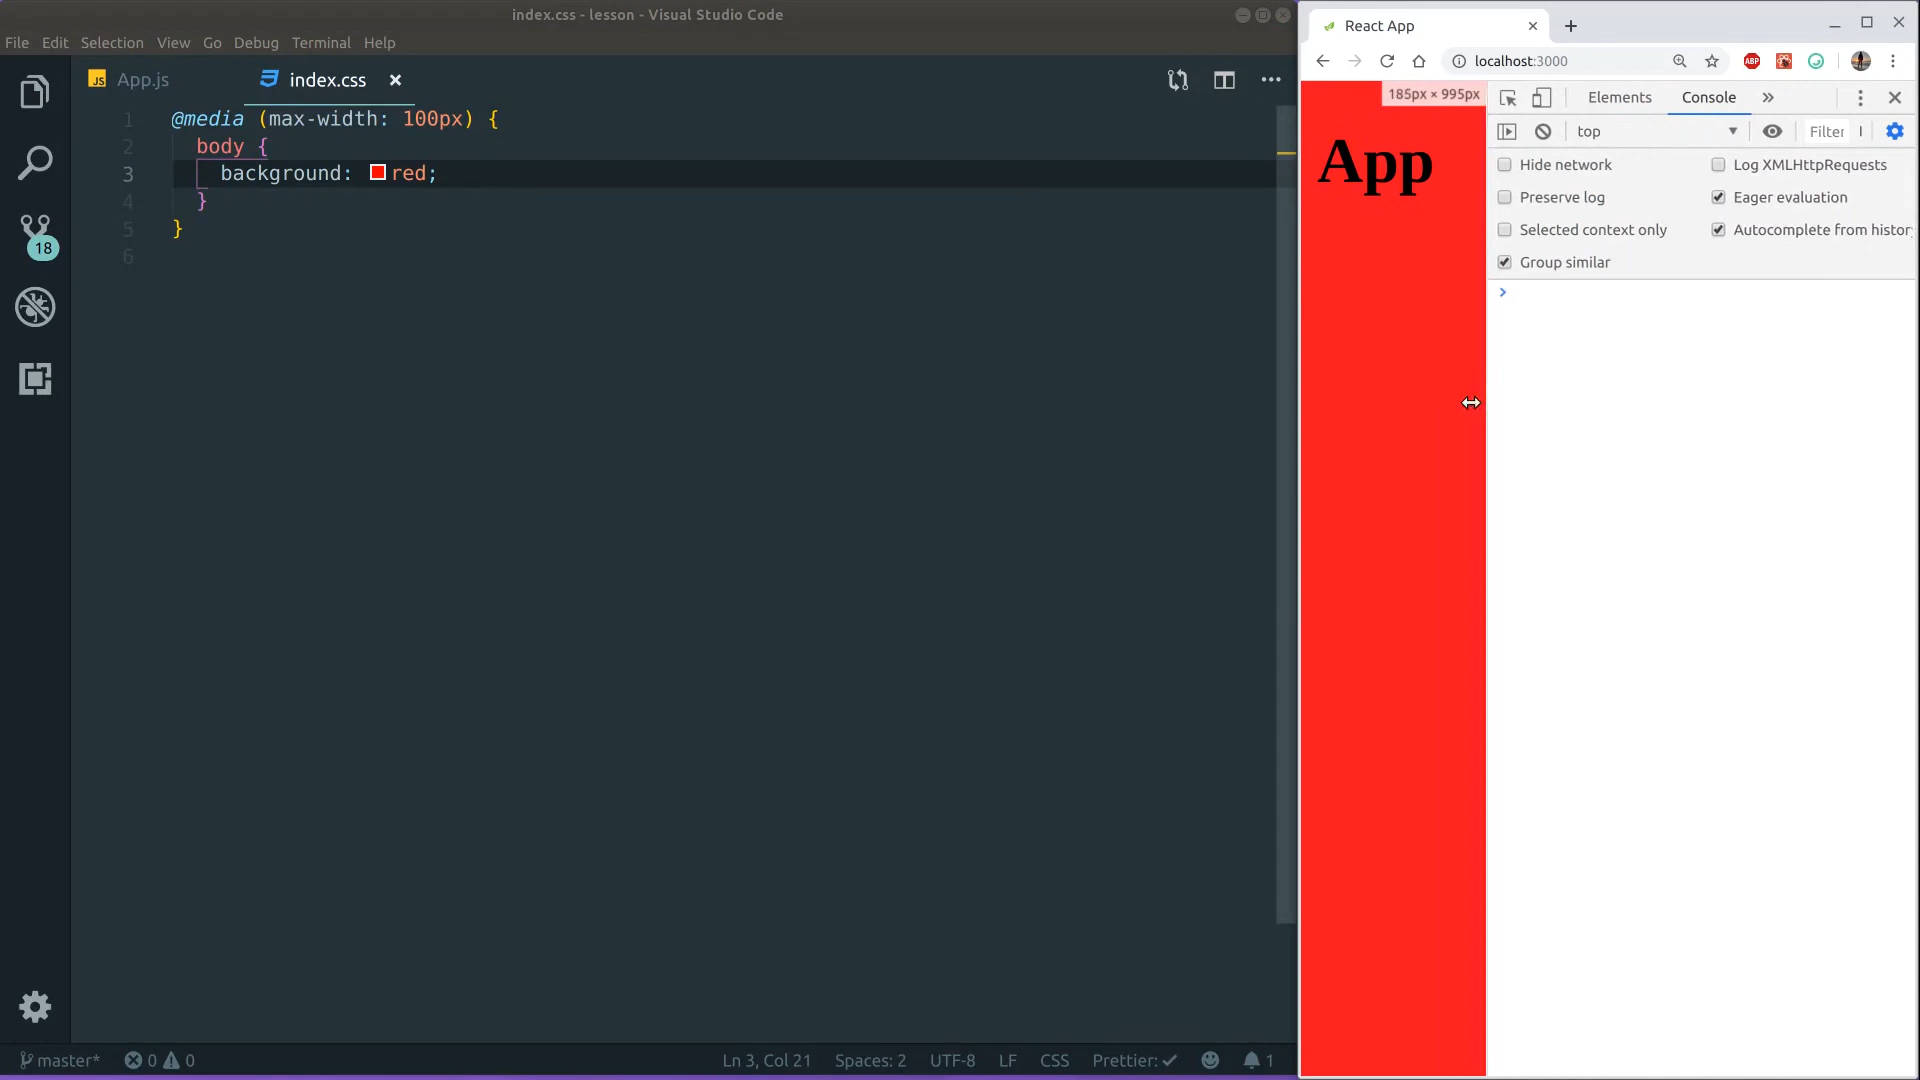 index.css - lesson - Visual Studio Code
File Edit Selection View Go Debug Terminal Help
JS App.js index.css
1 @media (max-width: 100px) {
2 body {
3 background: red;
4 }
5 }
6
18
master* 0 0 Ln 3, Col 21 Spaces: 2 UTF-8 LF CSS Prettier: 1
React App
localhost:3000
ABP
185px × 995px
App
Elements Console
top Filter
Hide network Log XMLHttpRequests
Preserve log Eager evaluation
Selected context only Autocomplete from histor
Group similar